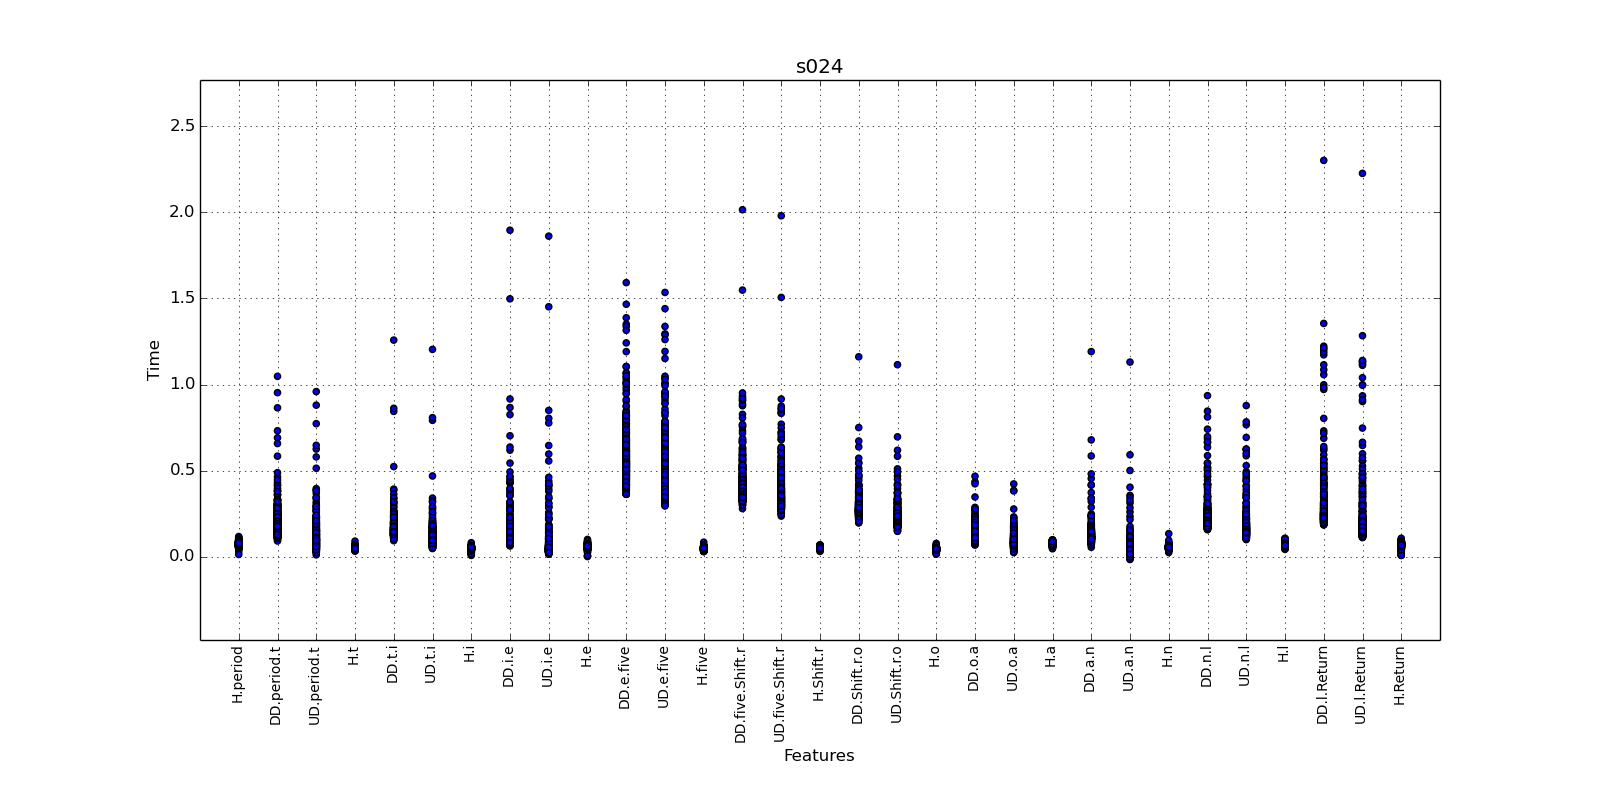 s024
2.5
2.0
1.5
1.0
0.5
0.0
Time
H.period
DD.period.t
UD.period.t
H.t
DD.t.i
UD.t.i
H.i
DD.i.e
UD.i.e
H.e
DD.e.five
UD.e.five
H.five
DD.five.Shift.r
UD.five.Shift.r
H.Shift.r
DD.Shift.r.o
UD.Shift.r.o
H.o
DD.o.a
UD.o.a
H.a
DD.a.n
UD.a.n
H.n
DD.n.l
UD.n.l
H.l
DD.l.Return
UD.l.Return
H.Return
Features